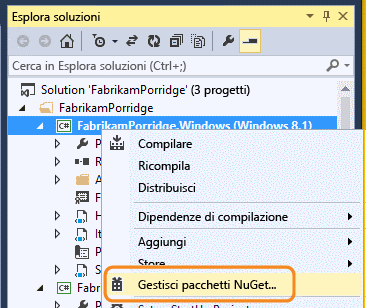 Esplora soluzioni
Cerca in Esplora soluzioni (Ctrl+;)
Solution 'FabrikamPorridge' (3 progetti)
FabrikamPorridge
C# FabrikamPorridge.Windows (Windows 8.1)
Compilare
Ricompila
Distribuisci
Dipendenze di compilazione
Aggiungi
Store
Gestisci pacchetti NuGet...
C# Fabr